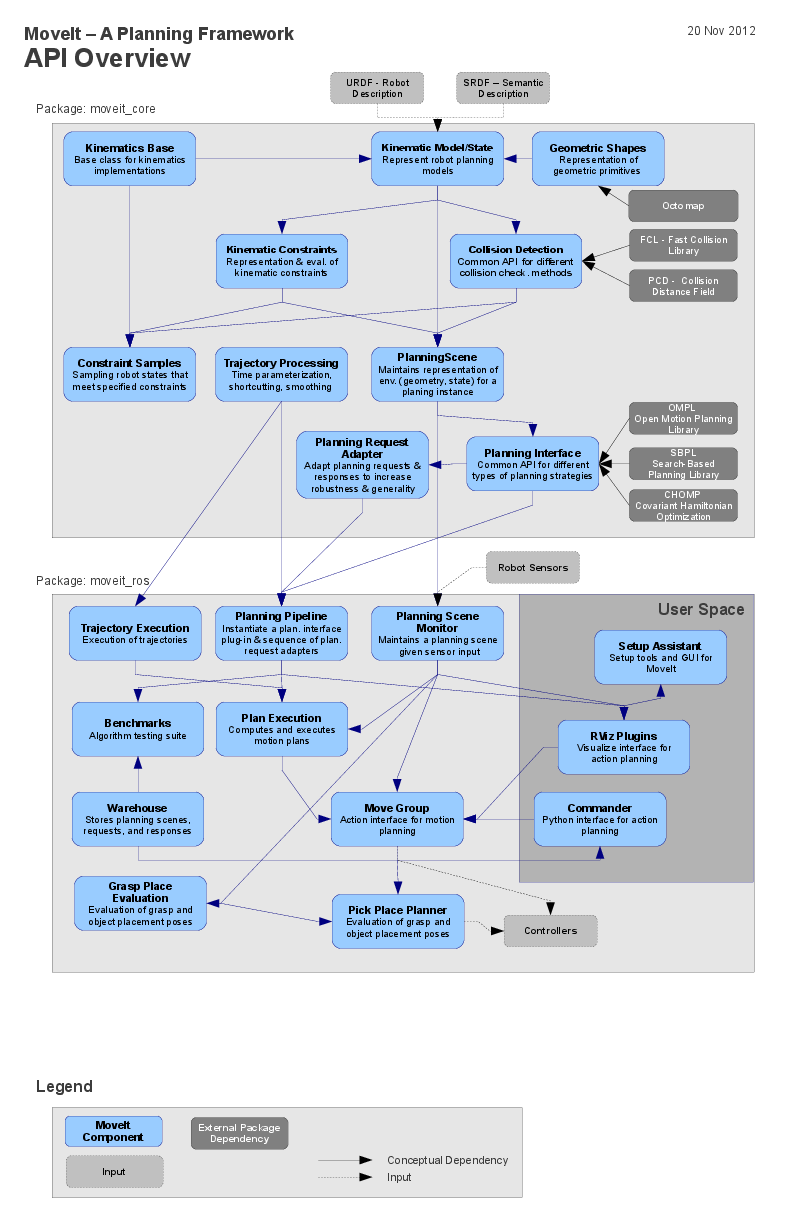 MoveIt – A Planning Framework
20 Nov 2012
API Overview
URDF - Robot
Description
SRDF – Semantic
Description
Package: moveit_core
Kinematics Base
Base class for kinematics
implementations
Kinematic Model/State
Represent robot planning
models
Geometric Shapes
Representation of
geometric primitives
Octomap
Kinematic Constraints
Representation & eval. of
kinematic constraints
Collision Detection
Common API for different
collision check. methods
FCL - Fast Collision
Library
PCD - Collision
Distance Field
Constraint Samples
Sampling robot states that
meet specified constraints
Trajectory Processing
Time parameterization,
shortcutting, smoothing
PlanningScene
Maintains representation of
env. (geometry, state) for a
planing instance
Planning Request
Adapter
Adapt planning requests &
responses to increase
robustness & generality
Planning Interface
Common API for different
types of planning strategies
OMPL
Open Motion Planning
Library
SBPL
Search-Based
Planning Library
CHOMP
Covariant Hamiltonian
Optimization
Package: moveit_ros
Robot Sensors
User Space
Trajectory Execution
Execution of trajectories
Planning Pipeline
Instantiate a plan. interface
plug-in & sequence of plan.
request adapters
Planning Scene
Monitor
Maintains a planning scene
given sensor input
Setup Assistant
Setup tools and GUI for
MoveIt
Benchmarks
Algorithm testing suite
Plan Execution
Computes and executes
motion plans
RViz Plugins
Visualize interface for
action planning
Warehouse
Stores planning scenes,
requests, and responses
Move Group
Action interface for motion
planning
Commander
Python interface for action
planning
Grasp Place
Evaluation
Evaluation of grasp and
object placement poses
Pick Place Planner
Evaluation of grasp and
object placement poses
Controllers
Legend
MoveIt
Component
External Package
Dependency
Input
Conceptual Dependency
Input